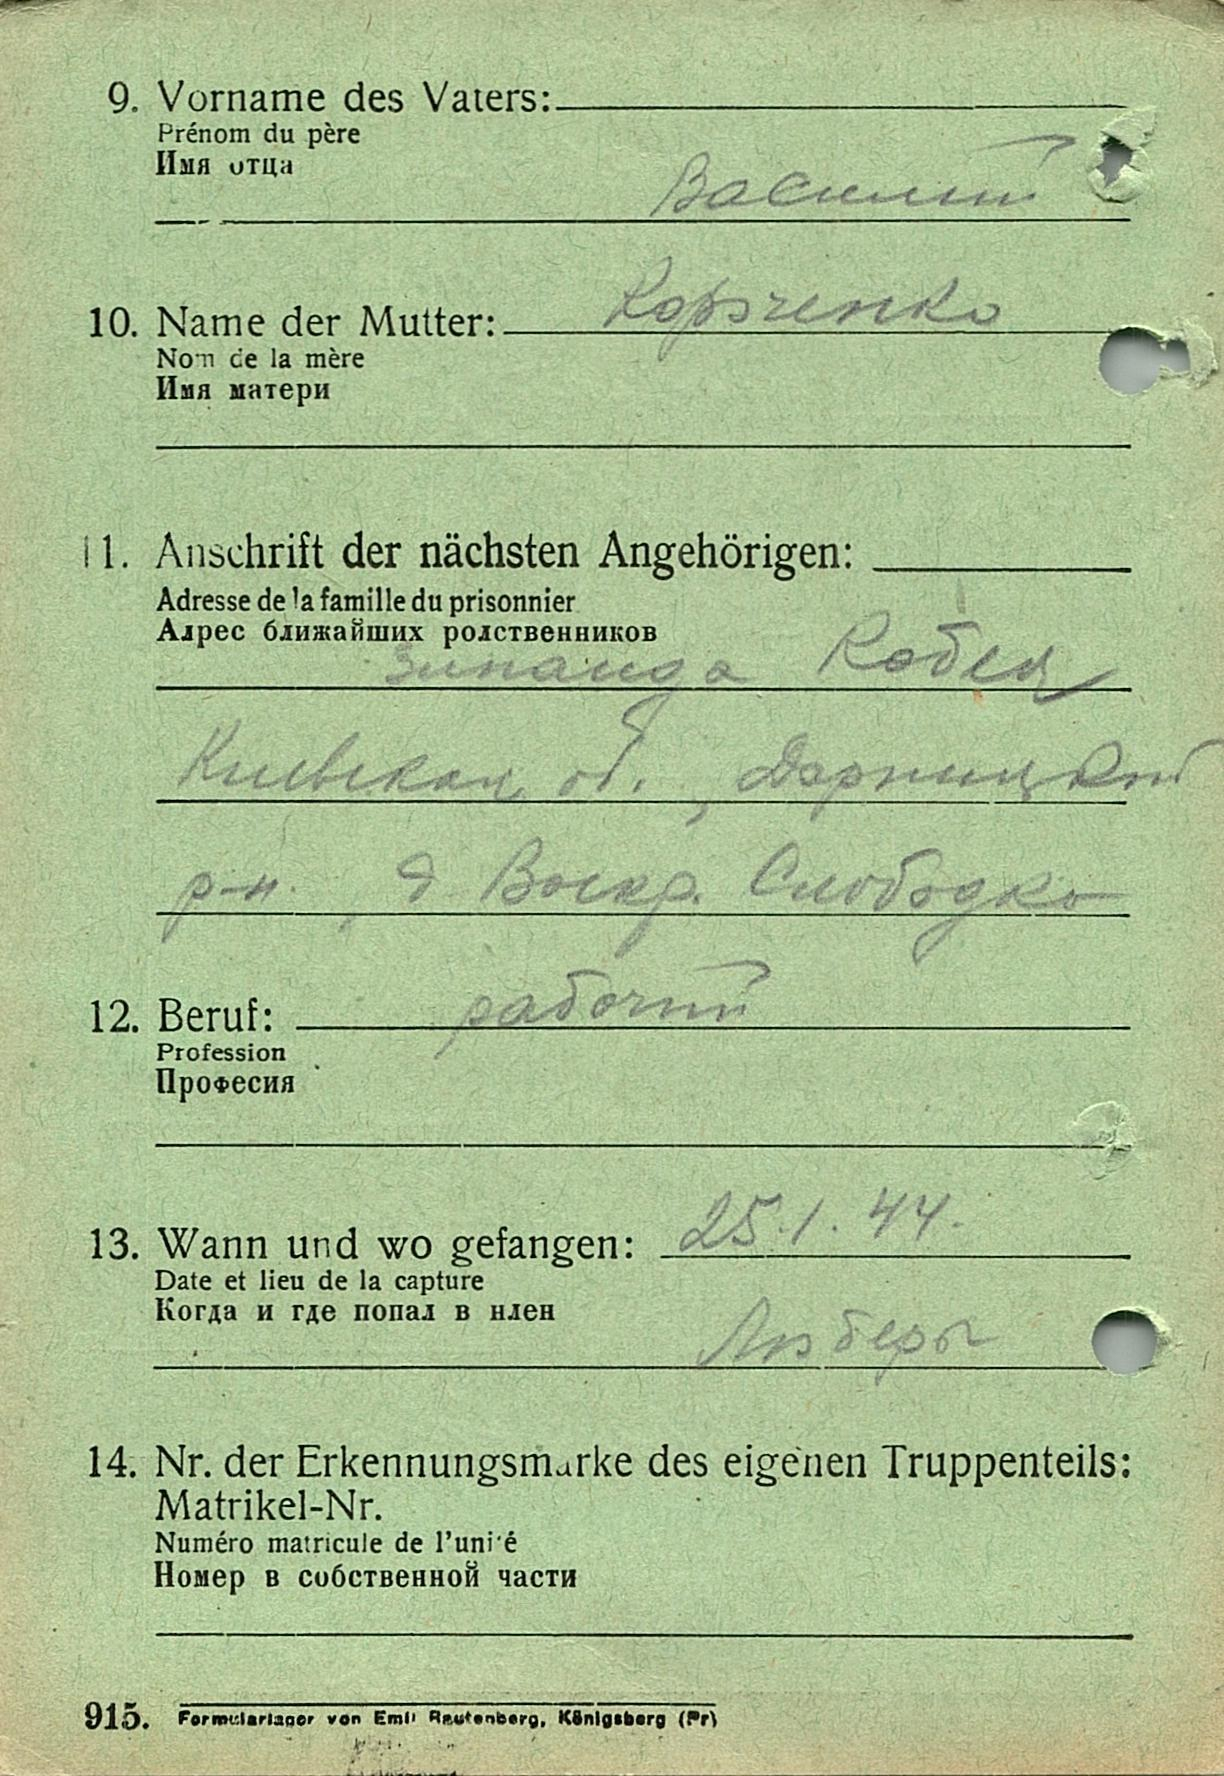 9. Vorname des Vaters:
Prénom du père
Имя отца
Василий
10. Name der Mutter: Корзченко
Nom de la mère
Имя матери
11. Anschrift der nächsten Angehörigen:
Adresse de la famille du prisonnier
Адрес ближайших родственников
Зинаида
Киевская об., Дарницкий
р-н., д Воскр. Слободка
12. Beruf: рабочий
Profession
Професия
13. Wann und wo gefangen: 25.1.44.
Date et lieu de la capture
Когда и где попал в плен
14. Nr. der Erkennungsmarke des eigenen Truppenteils:
Matrikel-Nr.
Numéro matricule de l'unité
Номер в собственной части
915. Formularlager von Emil Rautenberg, Königsberg (Pr)